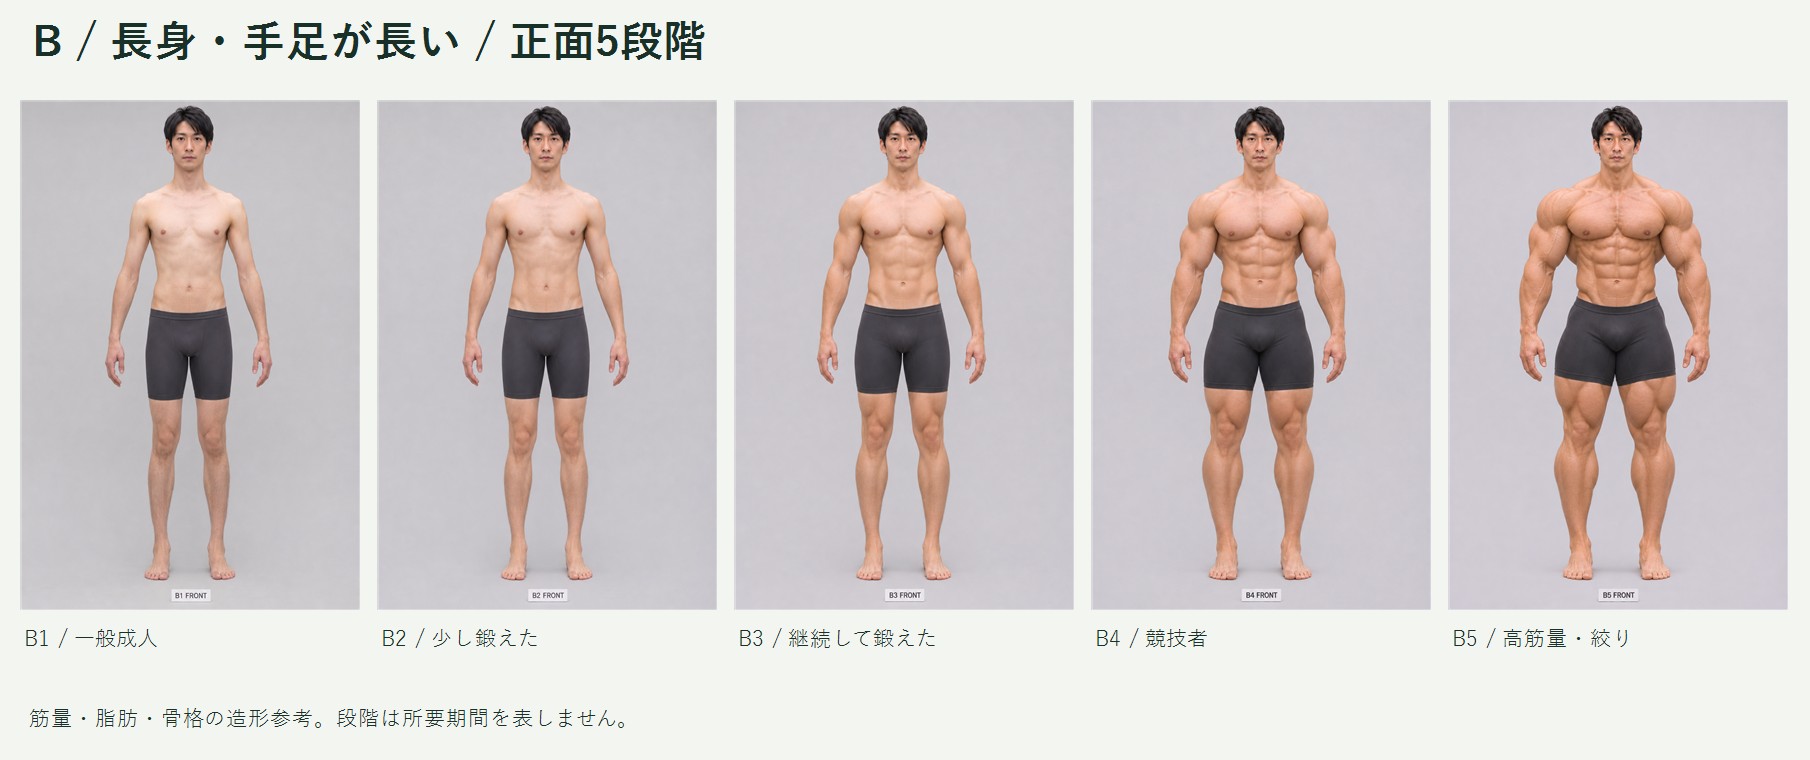 B / 長身・手足が長い / 正面5段階
B1 FRONT
B2 FRONT
B3 FRONT
B4 FRONT
B5 FRONT
B1 / 一般成人
B2 / 少し鍛えた
B3 / 継続して鍛えた
B4 / 競技者
B5 / 高筋量・絞り
筋量・脂肪・骨格の造形参考。段階は所要期間を表しません。